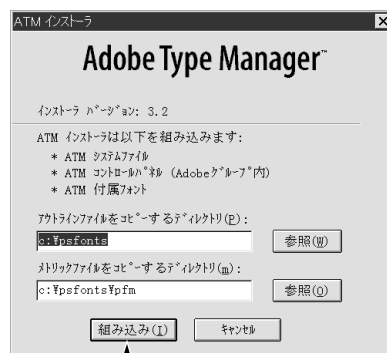 ATM インストーラ
Adobe Type Manager™
インストーラ バージョン: 3.2
ATM インストーラは以下を組み込みます:
* ATM システムファイル
* ATM コントロールパネル (Adobeグループ内)
* ATM 付属フォント
アウトラインファイルをコピーするディレクトリ(P):
c:¥psfonts
参照(W)
メトリックファイルをコピーするディレクトリ(m):
c:¥psfonts¥pfm
参照(O)
組み込み(I)
キャンセル